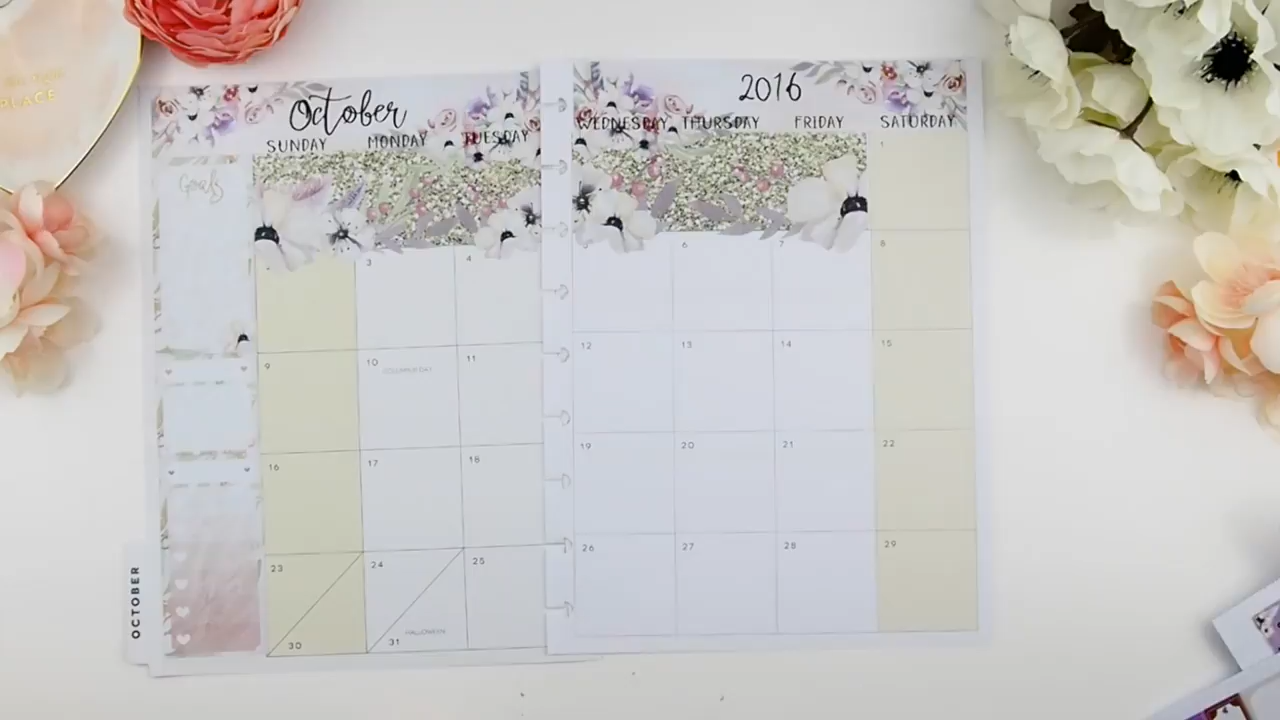 PLACE
October
2016
SUNDAY MONDAY TUESDAY WEDNESDAY THURSDAY FRIDAY SATURDAY
Goals
1
3 4 6 7 8
9 10 COLUMBUS DAY 11 12 13 14 15
16 17 18 19 20 21 22
23 24 25 26 27 28 29
30 31 HALLOWEEN
OCTOBER